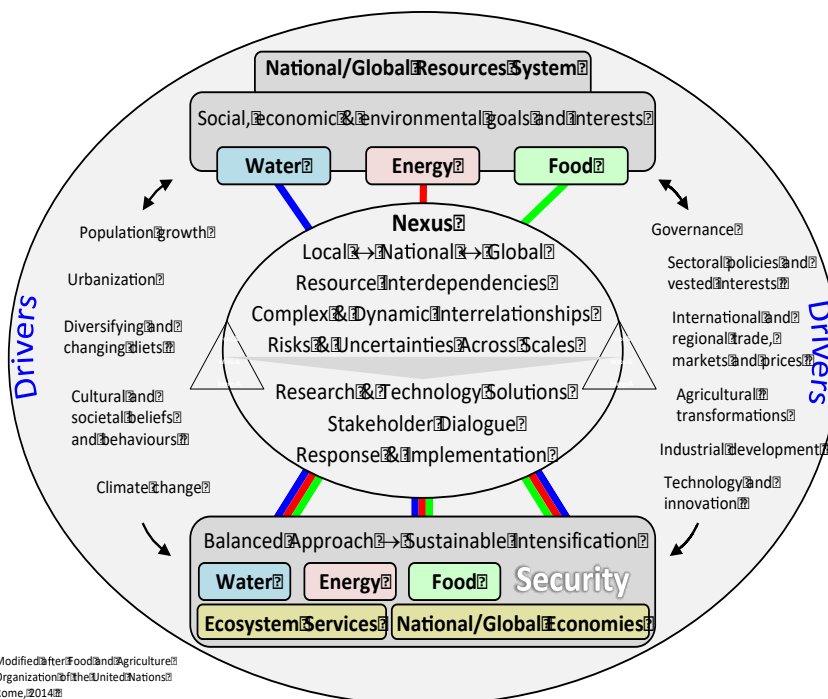 National/Global Resources System
Social, economic & environmental goals and interests
Water
Energy
Food
Nexus
Local ↔ National ↔ Global
Resource Interdependencies
Complex & Dynamic Interrelationships
Risks & Uncertainties Across Scales
Research & Technology Solutions
Stakeholder Dialogue
Response & Implementation
Drivers
Population growth
Urbanization
Diversifying and
changing diets
Cultural and
societal beliefs
and behaviours
Climate change
Drivers
Governance
Sectoral policies and
vested interests
International and
regional trade,
markets and prices
Agricultural
transformations
Industrial development
Technology and
innovation
Balanced Approach → Sustainable Intensification
Water
Energy
Food
Security
Ecosystem Services
National/Global Economies
Modified after Food and Agriculture
Organization of the United Nations
Rome, 2014